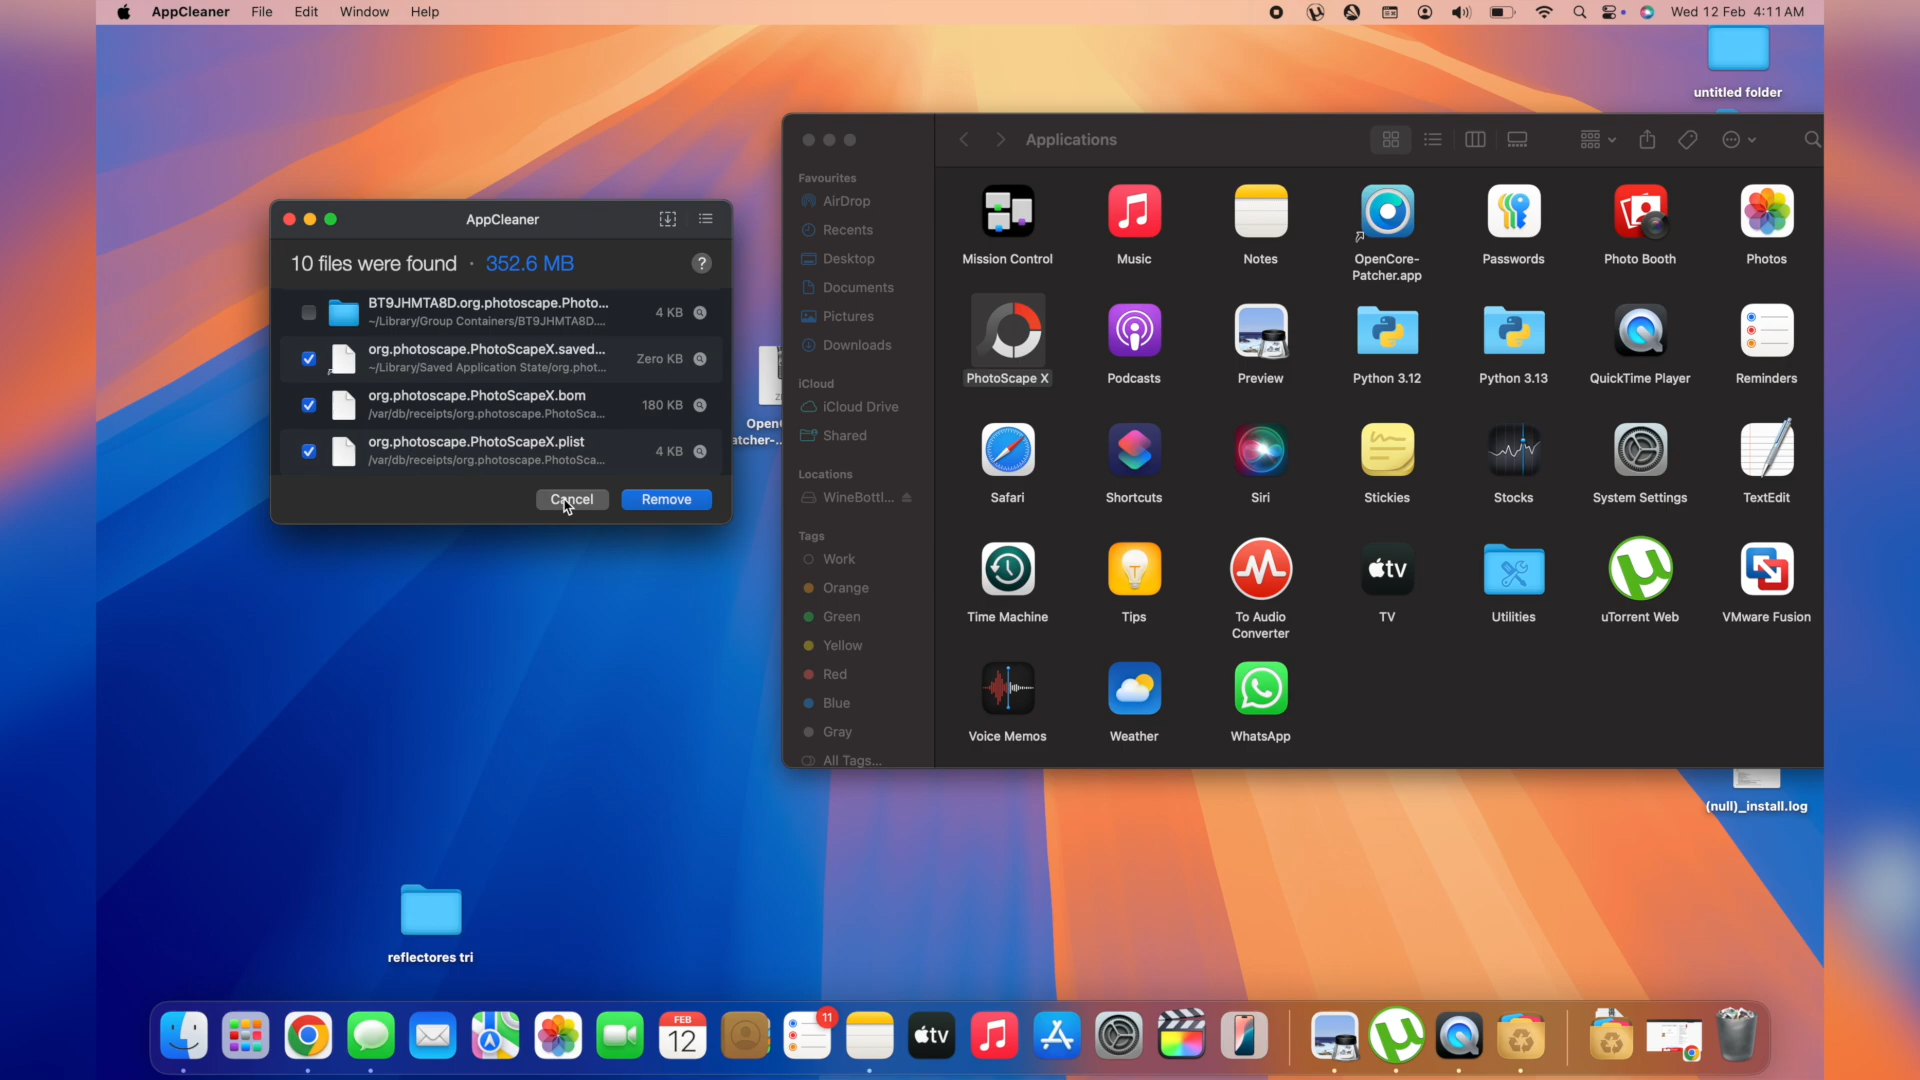 AppCleaner File Edit Window Help
Wed 12 Feb 4:11 AM
untitled folder
AppCleaner
10 files were found · 352.6 MB
?
BT9JHMTA8D.org.photoscape.Photo...
~/Library/Group Containers/BT9JHMTA8D....
4 KB
org.photoscape.PhotoScapeX.saved...
~/Library/Saved Application State/org.phot...
Zero KB
org.photoscape.PhotoScapeX.bom
/var/db/receipts/org.photoscape.PhotoSca...
180 KB
org.photoscape.PhotoScapeX.plist
/var/db/receipts/org.photoscape.PhotoSca...
4 KB
Cancel Remove
Applications
Favourites
AirDrop
Recents
Desktop
Documents
Pictures
Downloads
iCloud
iCloud Drive
Shared
Locations
WineBottl...
Tags
Work
Orange
Green
Yellow
Red
Blue
Gray
All Tags...
Mission Control
Music
Notes
OpenCore-
Patcher.app
Passwords
Photo Booth
Photos
PhotoScape X
Podcasts
Preview
Python 3.12
Python 3.13
QuickTime Player
Reminders
Safari
Shortcuts
Siri
Stickies
Stocks
System Settings
TextEdit
Time Machine
Tips
To Audio
Converter
tv
TV
Utilities
uTorrent Web
VMware Fusion
Voice Memos
Weather
WhatsApp
atcher-...
(null)_install.log
reflectores tri
FEB
12
11
tv